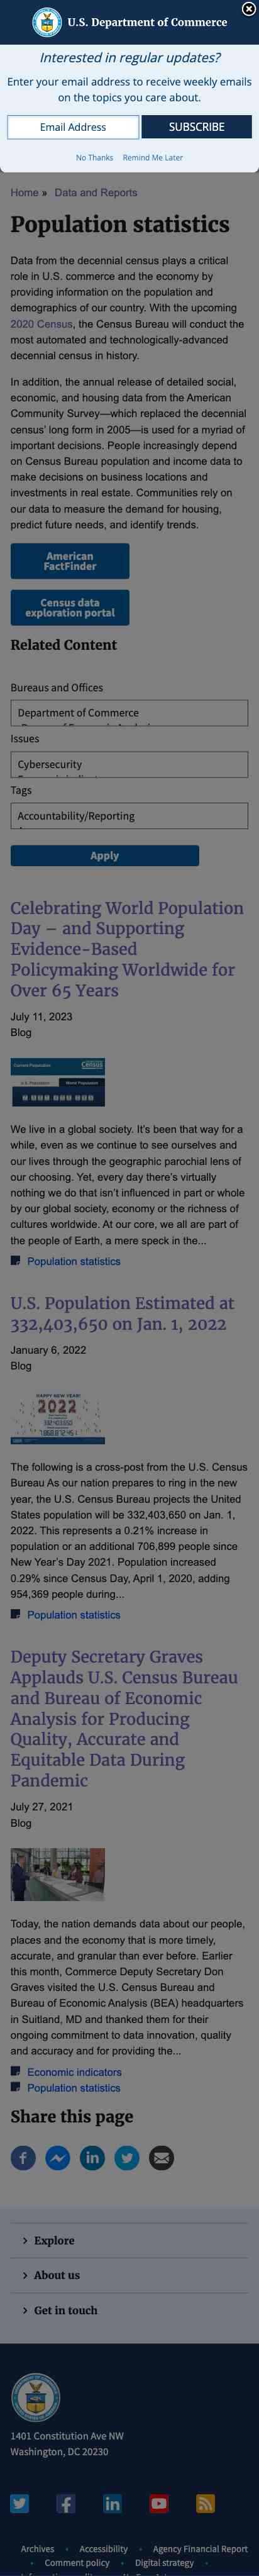 U.S. Department of Commerce
Interested in regular updates?
Enter your email address to receive weekly emails
on the topics you care about.
Email Address
SUBSCRIBE
No Thanks
Remind Me Later
Home » Data and Reports
Population statistics
Data from the decennial census plays a critical
role in U.S. commerce and the economy by
providing information on the population and
demographics of our country. With the upcoming
2020 Census, the Census Bureau will conduct the
most automated and technologically-advanced
decennial census in history.
In addition, the annual release of detailed social,
economic, and housing data from the American
Community Survey—which replaced the decennial
census' long form in 2005—is used for a myriad of
important decisions. People increasingly depend
on Census Bureau population and income data to
make decisions on business locations and
investments in real estate. Communities rely on
our data to measure the demand for housing,
predict future needs, and identify trends.
American
FactFinder
Census data
exploration portal
Related Content
Bureaus and Offices
Department of Commerce
Issues
Cybersecurity
Tags
Accountability/Reporting
Apply
Celebrating World Population
Day – and Supporting
Evidence-Based
Policymaking Worldwide for
Over 65 Years
July 11, 2023
Blog
Current Population
Census
U.S. Population
World Population
We live in a global society. It's been that way for a
while, even as we continue to see ourselves and
our lives through the geographic parochial lens of
our choosing. Yet, every day there's virtually
nothing we do that isn't influenced in part or whole
by our global society, economy or the richness of
cultures worldwide. At our core, we all are part of
the people of Earth, a mere speck in the...
Population statistics
U.S. Population Estimated at
332,403,650 on Jan. 1, 2022
January 6, 2022
Blog
HAPPY NEW YEAR!
2022
The following is a cross-post from the U.S. Census
Bureau As our nation prepares to ring in the new
year, the U.S. Census Bureau projects the United
States population will be 332,403,650 on Jan. 1,
2022. This represents a 0.21% increase in
population or an additional 706,899 people since
New Year's Day 2021. Population increased
0.29% since Census Day, April 1, 2020, adding
954,369 people during...
Population statistics
Deputy Secretary Graves
Applauds U.S. Census Bureau
and Bureau of Economic
Analysis for Producing
Quality, Accurate and
Equitable Data During
Pandemic
July 27, 2021
Blog
Today, the nation demands data about our people,
places and the economy that is more timely,
accurate, and granular than ever before. Earlier
this month, Commerce Deputy Secretary Don
Graves visited the U.S. Census Bureau and
Bureau of Economic Analysis (BEA) headquarters
in Suitland, MD and thanked them for their
ongoing commitment to data innovation, quality
and accuracy and for providing the...
Economic indicators
Population statistics
Share this page
Explore
About us
Get in touch
1401 Constitution Ave NW
Washington, DC 20230
Archives • Accessibility • Agency Financial Report
• Comment policy • Digital strategy •